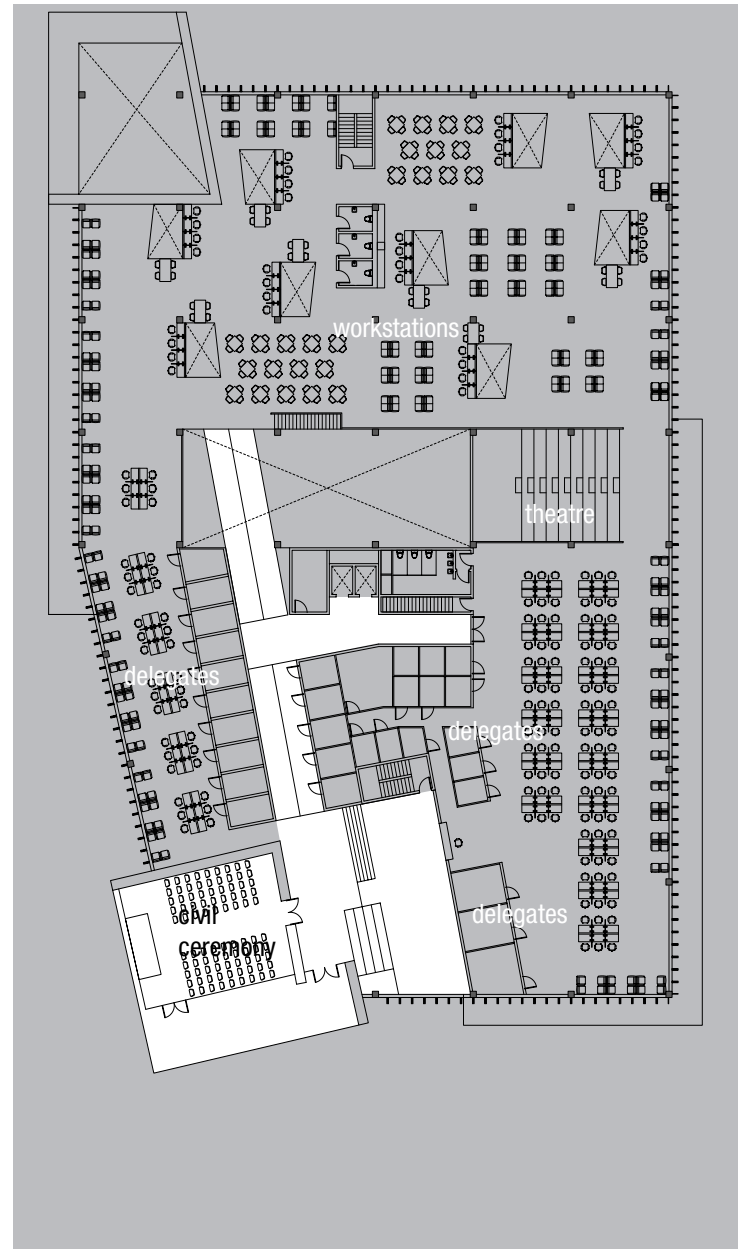 workstations
theatre
delegates
delegates
civil
ceremony
delegates